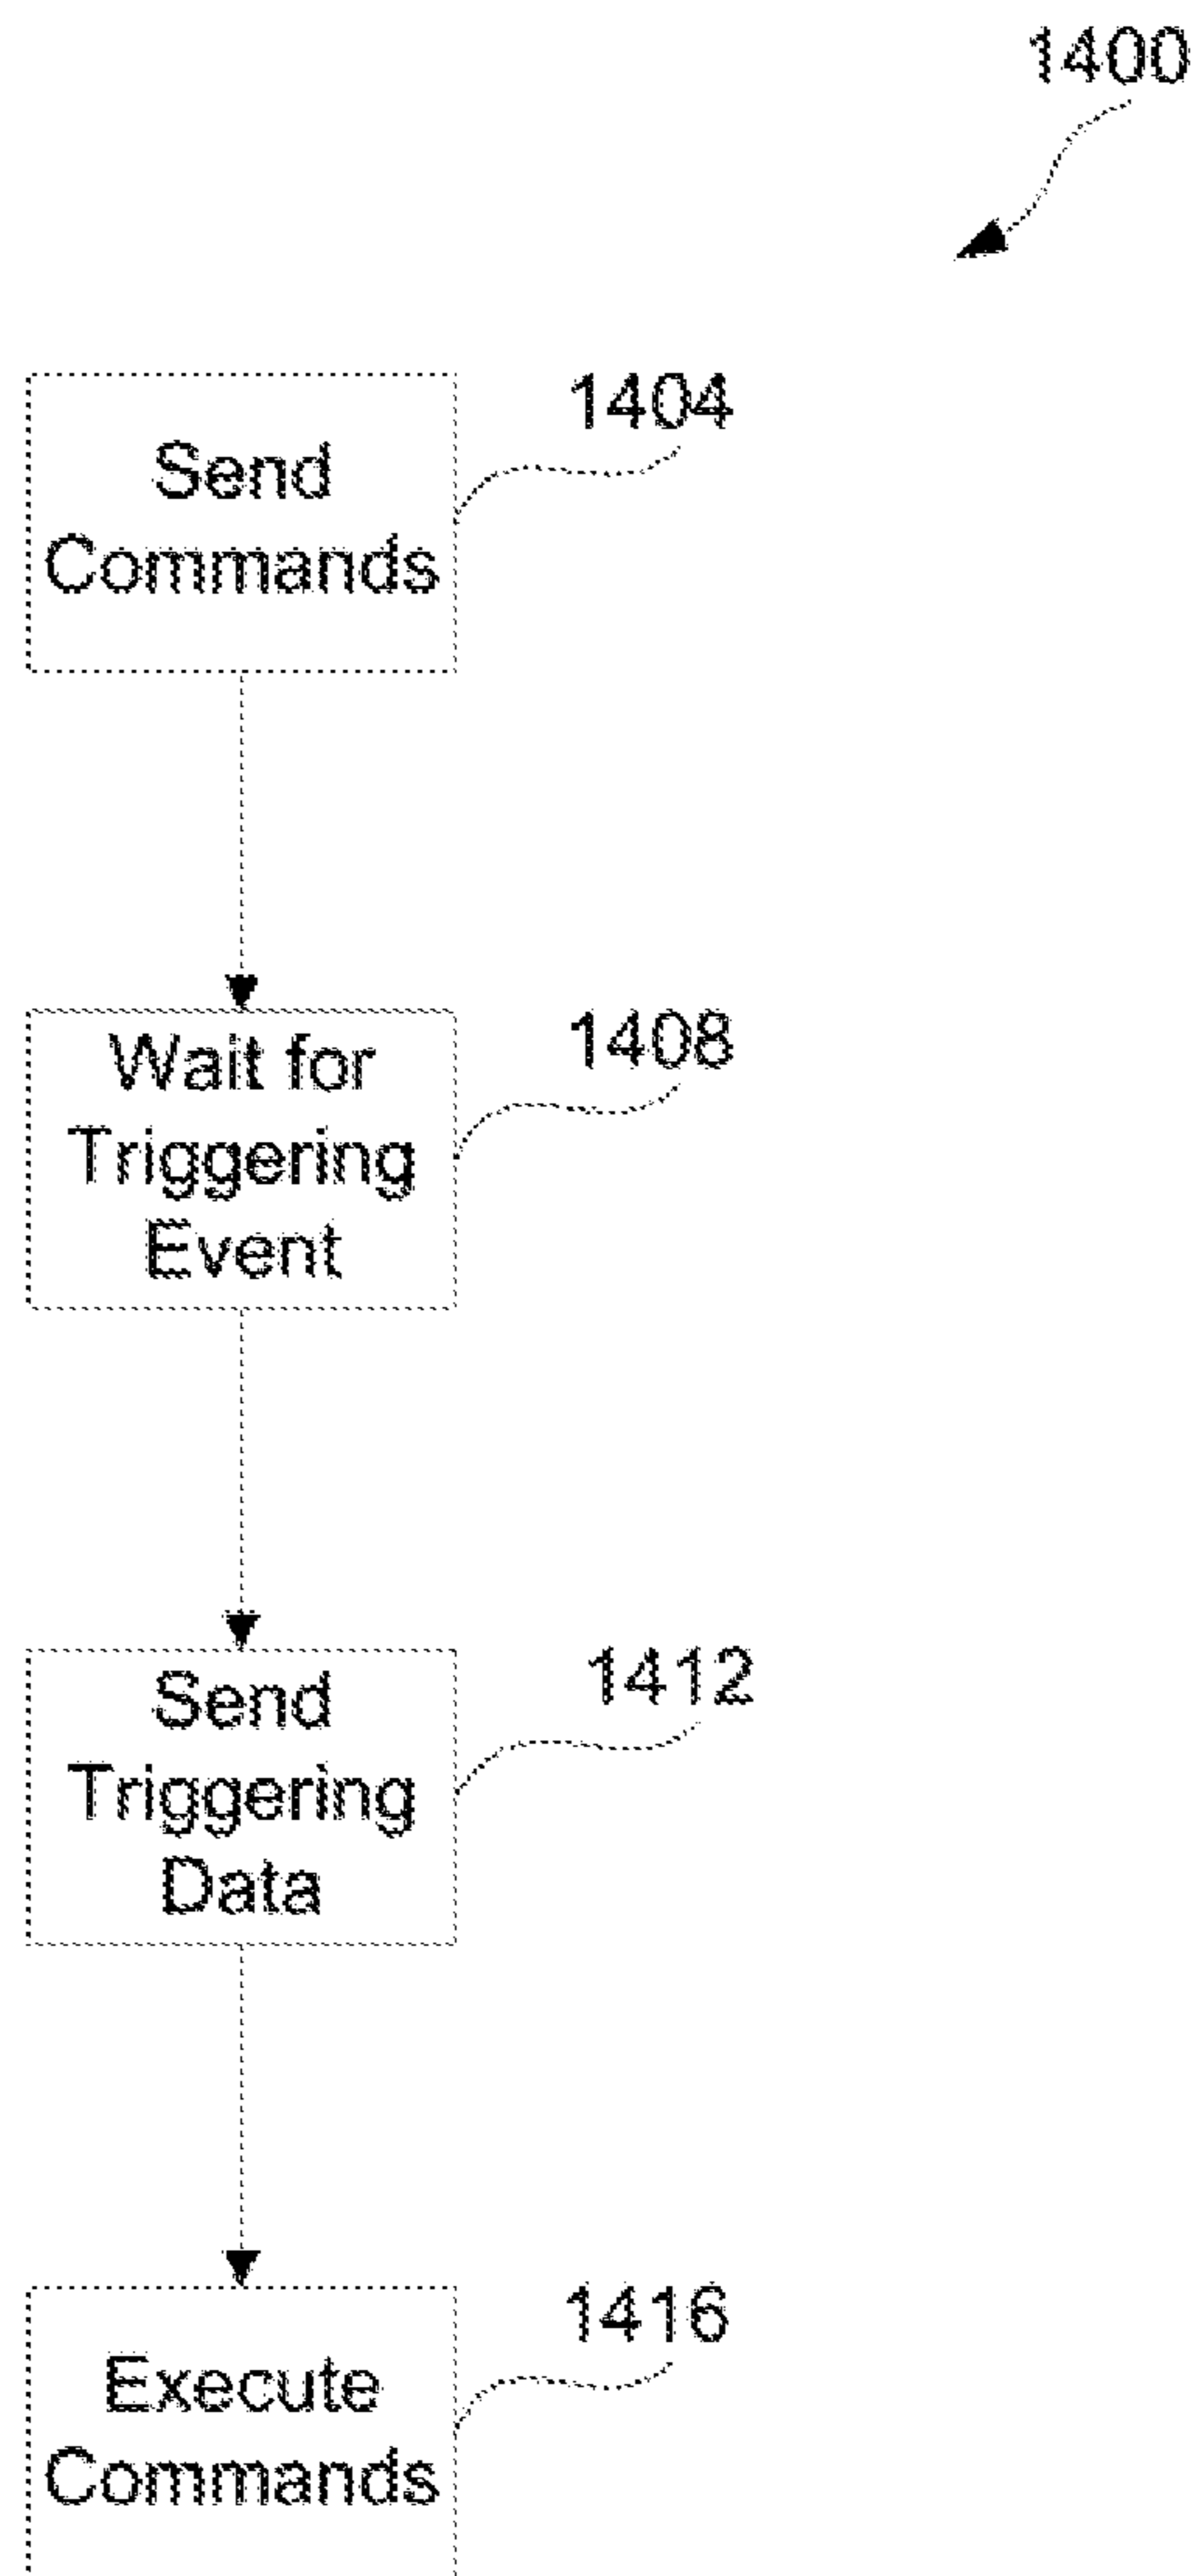 1400
1404
Send
Commands
1408
Wait for
Triggering
Event
1412
Send
Triggering
Data
1416
Execute
Commands